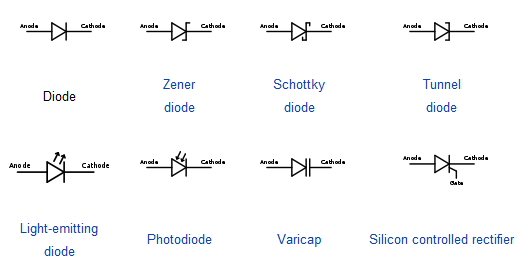 Anode Cathode Anode Cathode Anode Cathode Anode Cathode
Diode
Zener
diode
Schottky
diode
Tunnel
diode
Anode Cathode Anode Cathode Anode Cathode Anode Cathode
Gate
Light-emitting
diode
Photodiode
Varicap
Silicon controlled rectifier